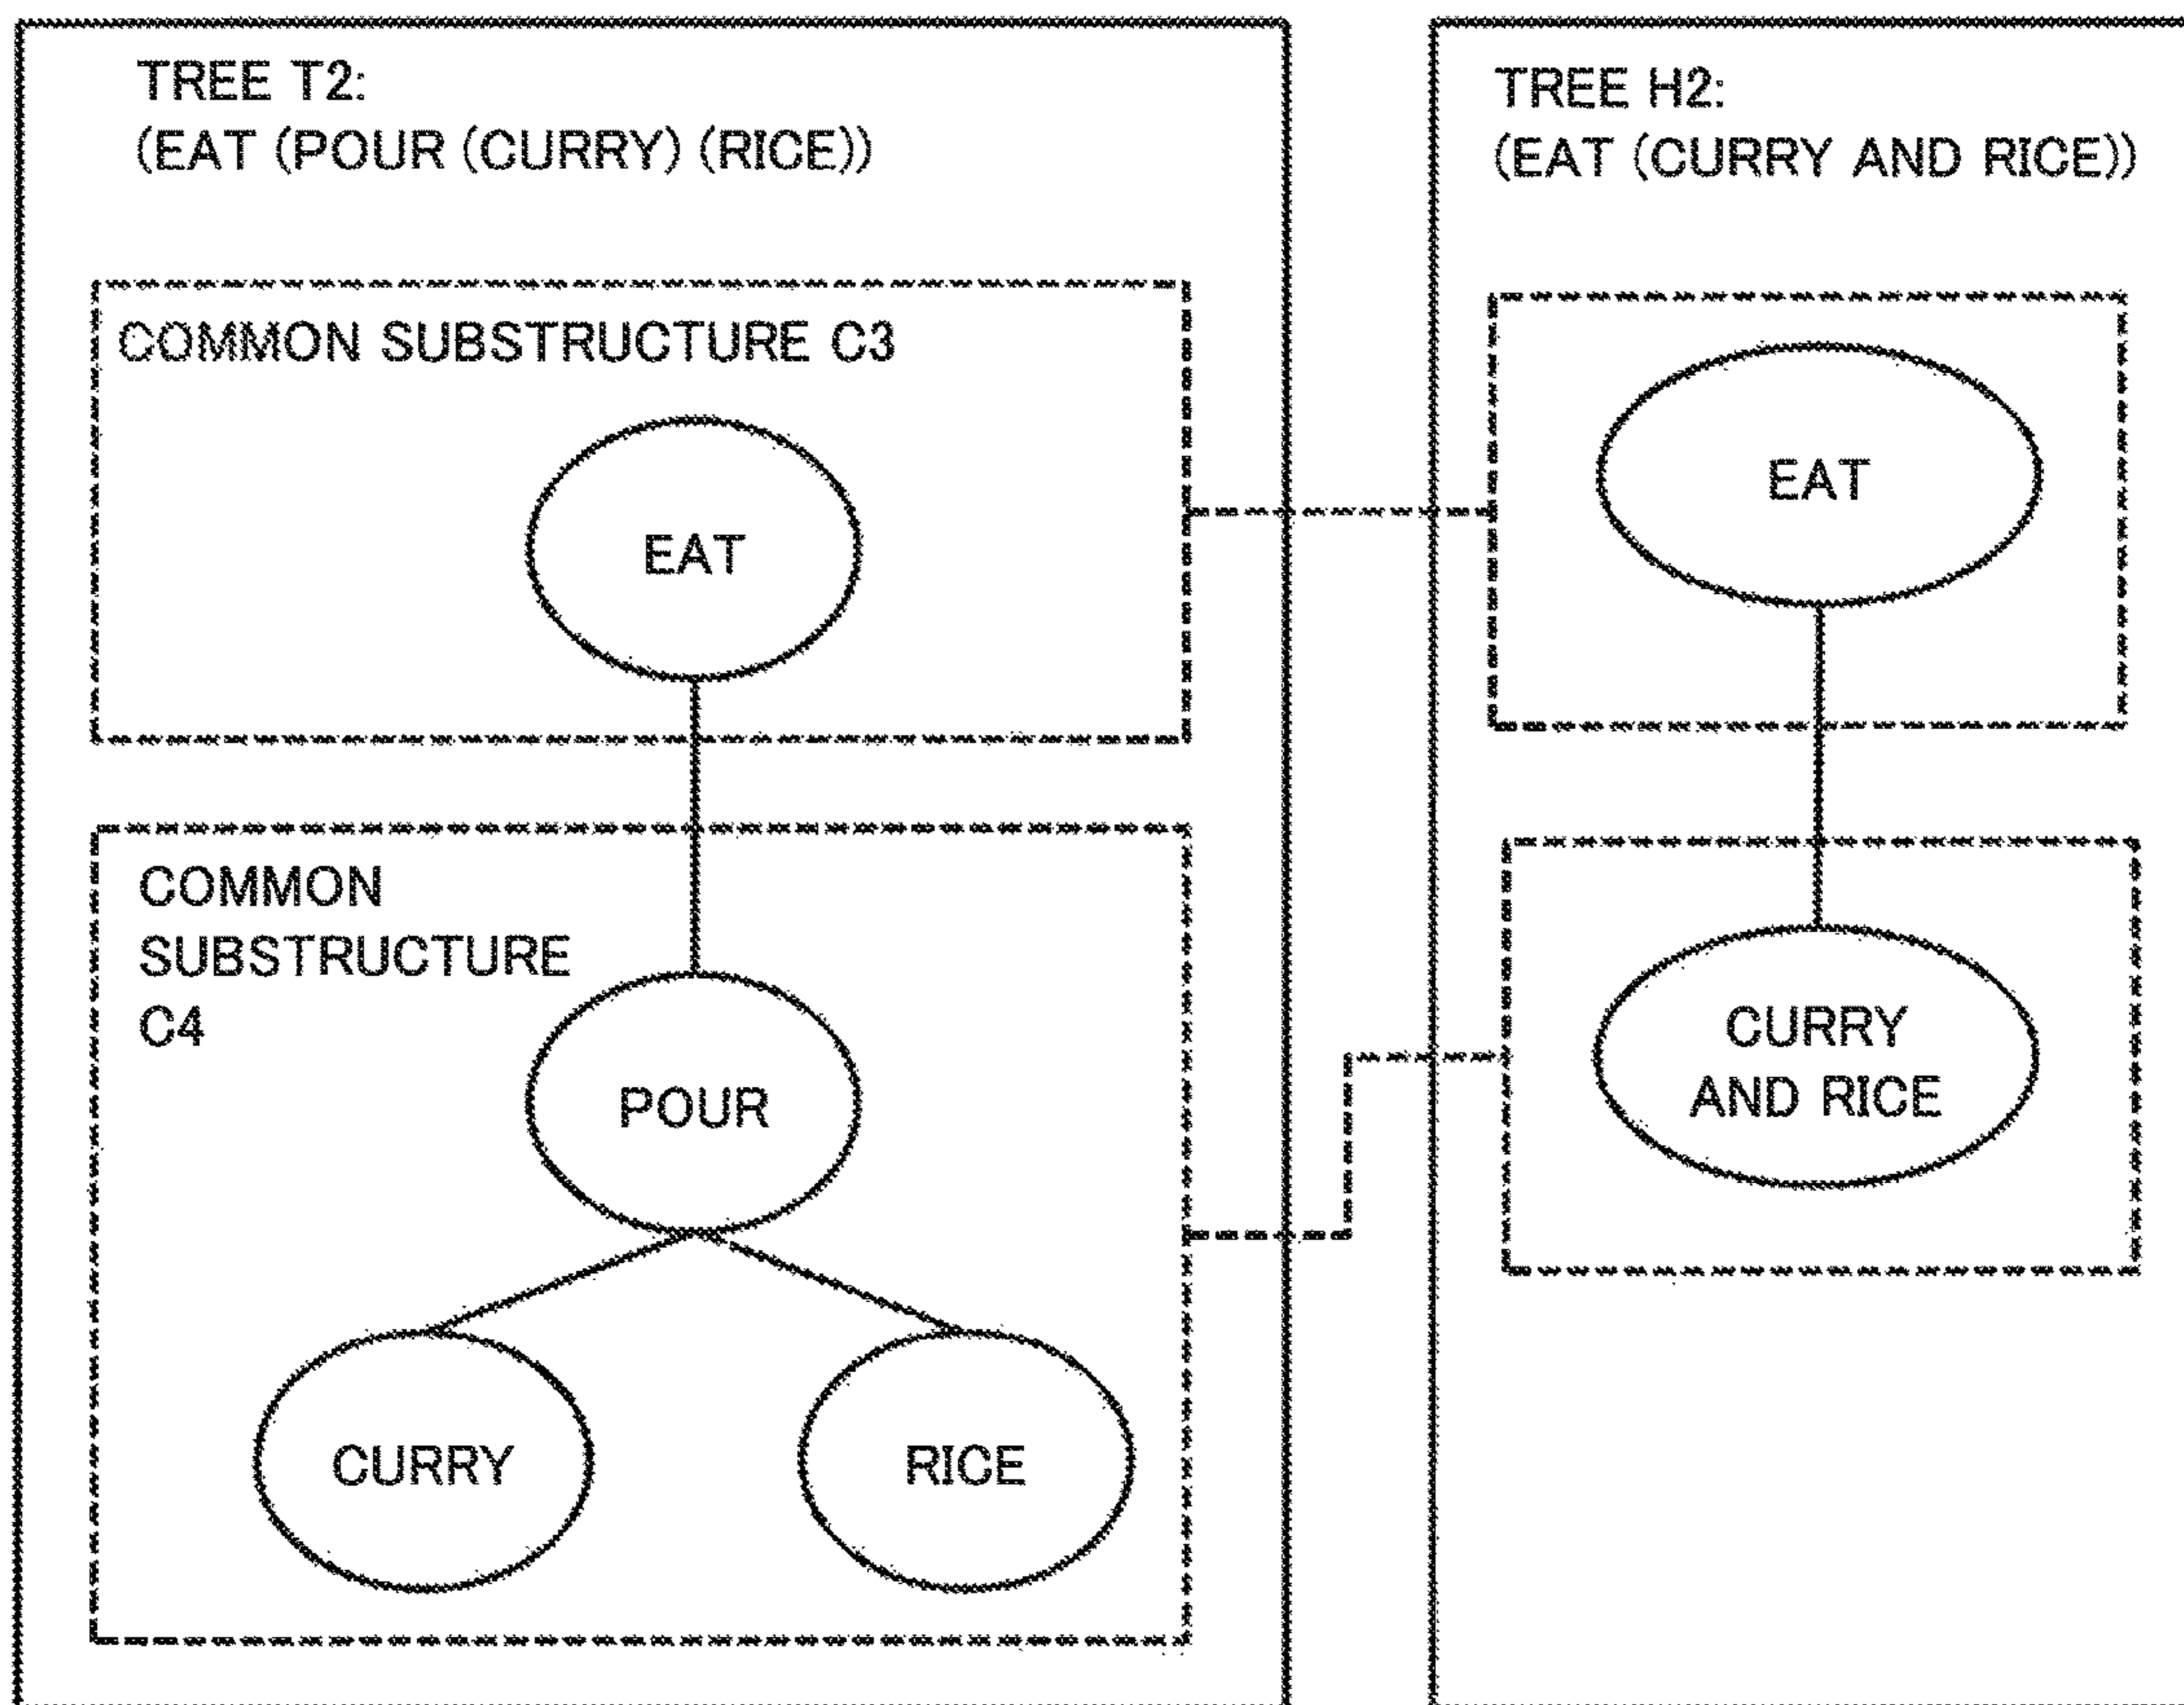 TREE T2:
(EAT (POUR (CURRY) (RICE))
COMMON SUBSTRUCTURE C3
EAT
COMMON
SUBSTRUCTURE
C4
POUR
CURRY
RICE
TREE H2:
(EAT (CURRY AND RICE))
EAT
CURRY
AND RICE